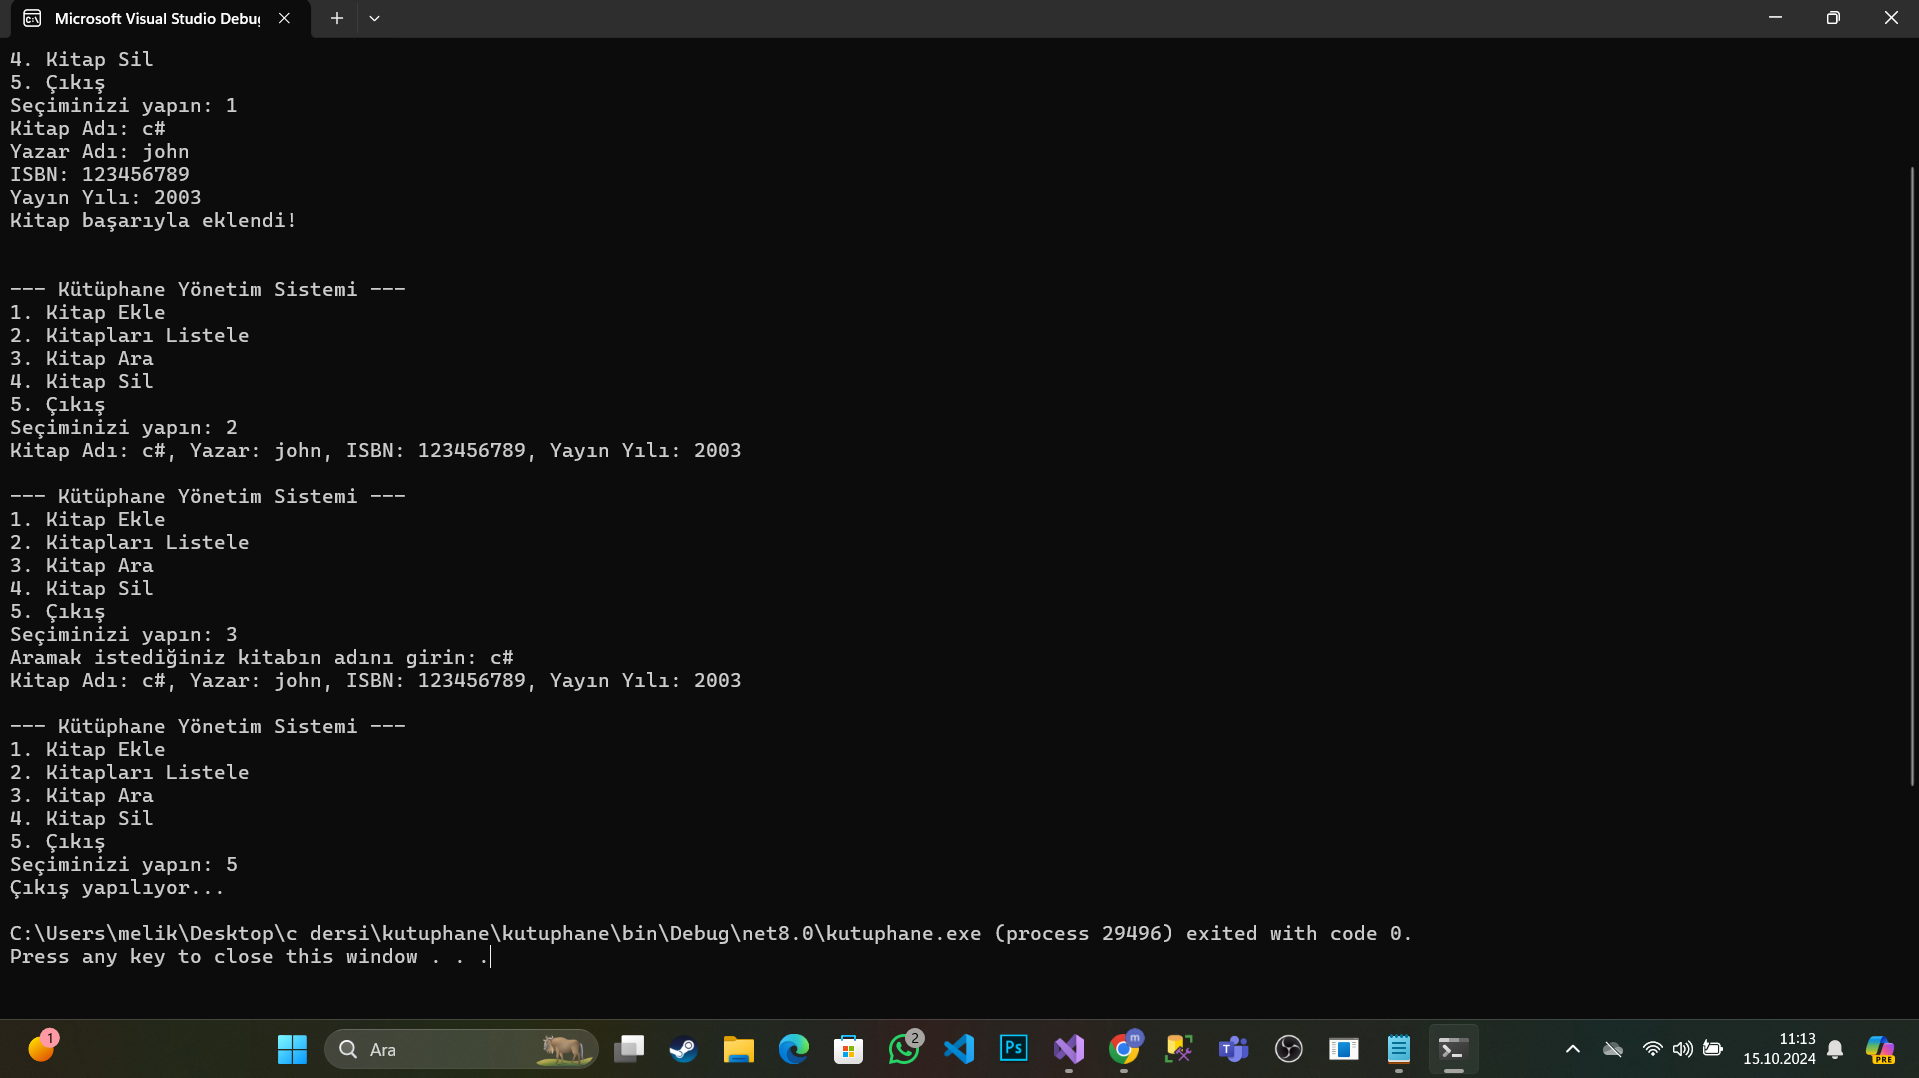 Microsoft Visual Studio Debug
4. Kitap Sil
5. Çıkış
Seçiminizi yapın: 1
Kitap Adı: c#
Yazar Adı: john
ISBN: 123456789
Yayın Yılı: 2003
Kitap başarıyla eklendi!
--- Kütüphane Yönetim Sistemi ---
1. Kitap Ekle
2. Kitapları Listele
3. Kitap Ara
4. Kitap Sil
5. Çıkış
Seçiminizi yapın: 2
Kitap Adı: c#, Yazar: john, ISBN: 123456789, Yayın Yılı: 2003
--- Kütüphane Yönetim Sistemi ---
1. Kitap Ekle
2. Kitapları Listele
3. Kitap Ara
4. Kitap Sil
5. Çıkış
Seçiminizi yapın: 3
Aramak istediğiniz kitabın adını girin: c#
Kitap Adı: c#, Yazar: john, ISBN: 123456789, Yayın Yılı: 2003
--- Kütüphane Yönetim Sistemi ---
1. Kitap Ekle
2. Kitapları Listele
3. Kitap Ara
4. Kitap Sil
5. Çıkış
Seçiminizi yapın: 5
Çıkış yapılıyor...
C:\Users\melik\Desktop\c dersi\kutuphane\kutuphane\bin\Debug\net8.0\kutuphane.exe (process 29496) exited with code 0.
Press any key to close this window . . .
1
Ara
2
Ps
m
11:13
15.10.2024
PRE